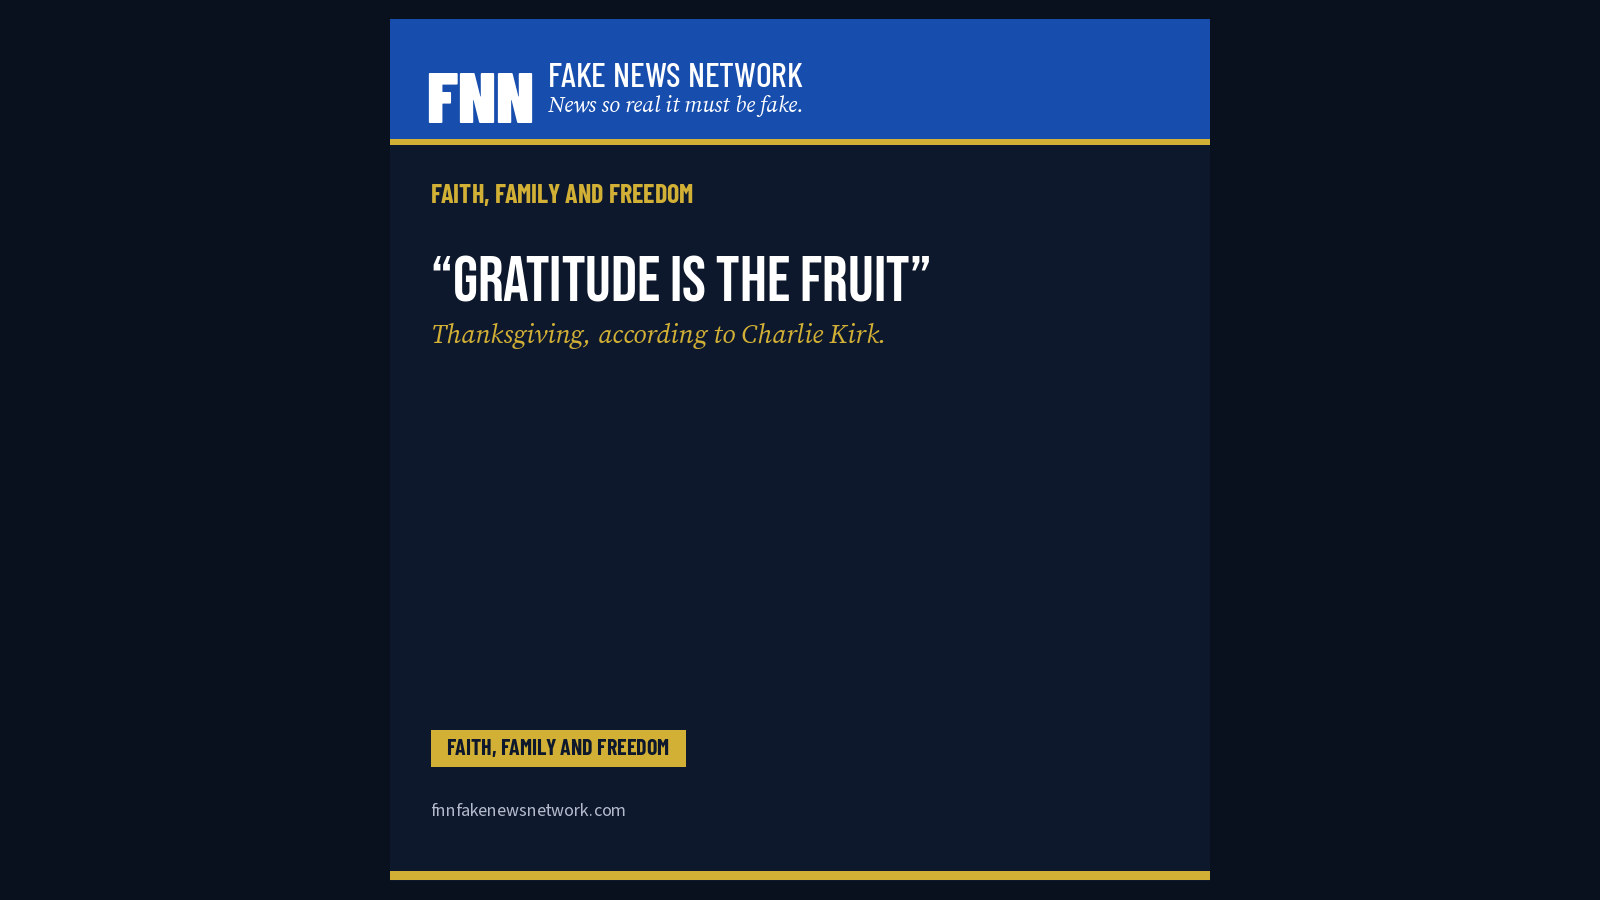 FNN
FAKE NEWS NETWORK
News so real it must be fake.
FAITH, FAMILY AND FREEDOM
“GRATITUDE IS THE FRUIT”
Thanksgiving, according to Charlie Kirk.
FAITH, FAMILY AND FREEDOM
fnnfakenewsnetwork.com